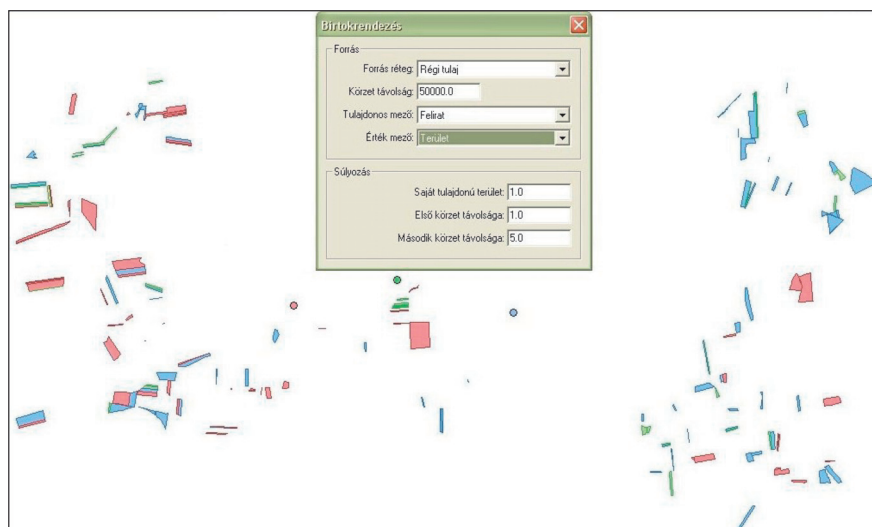 Birtokrendezés
Forrás
Forrás réteg: Régi tulaj
Körzet távolság: 50000.0
Tulajdonos mező: Felirat
Érték mező: Terület
Súlyozás
Saját tulajdonú terület: 1.0
Első körzet távolsága: 1.0
Második körzet távolsága: 5.0